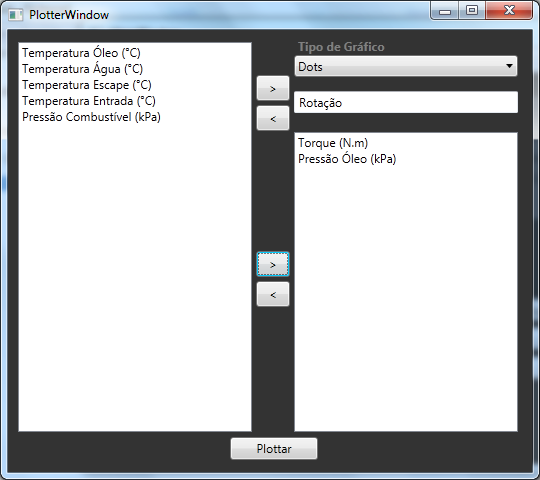 PlotterWindow
Temperatura Óleo (°C)
Temperatura Água (°C)
Temperatura Escape (°C)
Temperatura Entrada (°C)
Pressão Combustível (kPa)
>
<
>
<
Tipo de Gráfico
Dots
Rotação
Torque (N.m)
Pressão Óleo (kPa)
Plottar